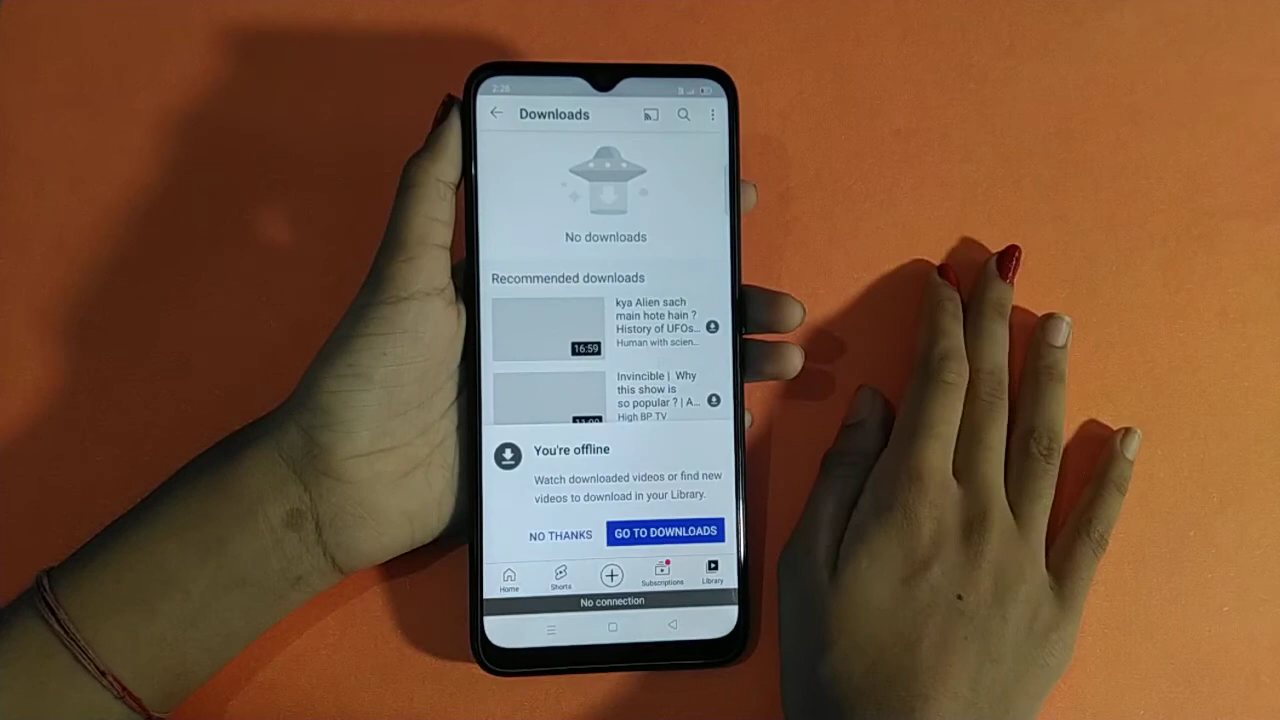 2:26
Downloads
No downloads
Recommended downloads
kya Alien sach
main hote hain ?
History of UFOs...
Human with scien...
16:59
Invincible | Why
this show is
so popular ? | A...
High BP TV
You're offline
Watch downloaded videos or find new
videos to download in your Library.
NO THANKS
GO TO DOWNLOADS
Home
Shorts
Subscriptions
Library
No connection